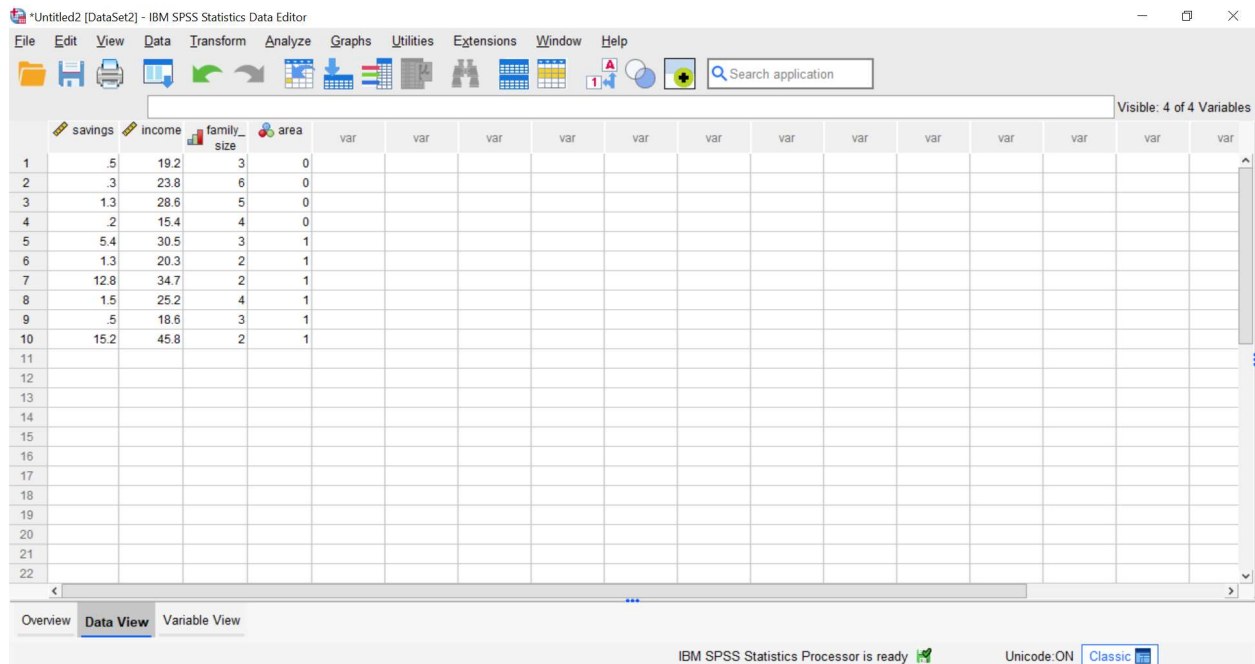 *Untitled2 [DataSet2] - IBM SPSS Statistics Data Editor
File Edit View Data Transform Analyze Graphs Utilities Extensions Window Help
μ A 1 Search application
Visible: 4 of 4 Variables
savings income family_ size area var var var var var var var var var var var var var
1 .5 19.2 3 0
2 .3 23.8 6 0
3 1.3 28.6 5 0
4 .2 15.4 4 0
5 5.4 30.5 3 1
6 1.3 20.3 2 1
7 12.8 34.7 2 1
8 1.5 25.2 4 1
9 .5 18.6 3 1
10 15.2 45.8 2 1
11
12
13
14
15
16
17
18
19
20
21
22
Overview Data View Variable View
IBM SPSS Statistics Processor is ready Unicode:ON Classic